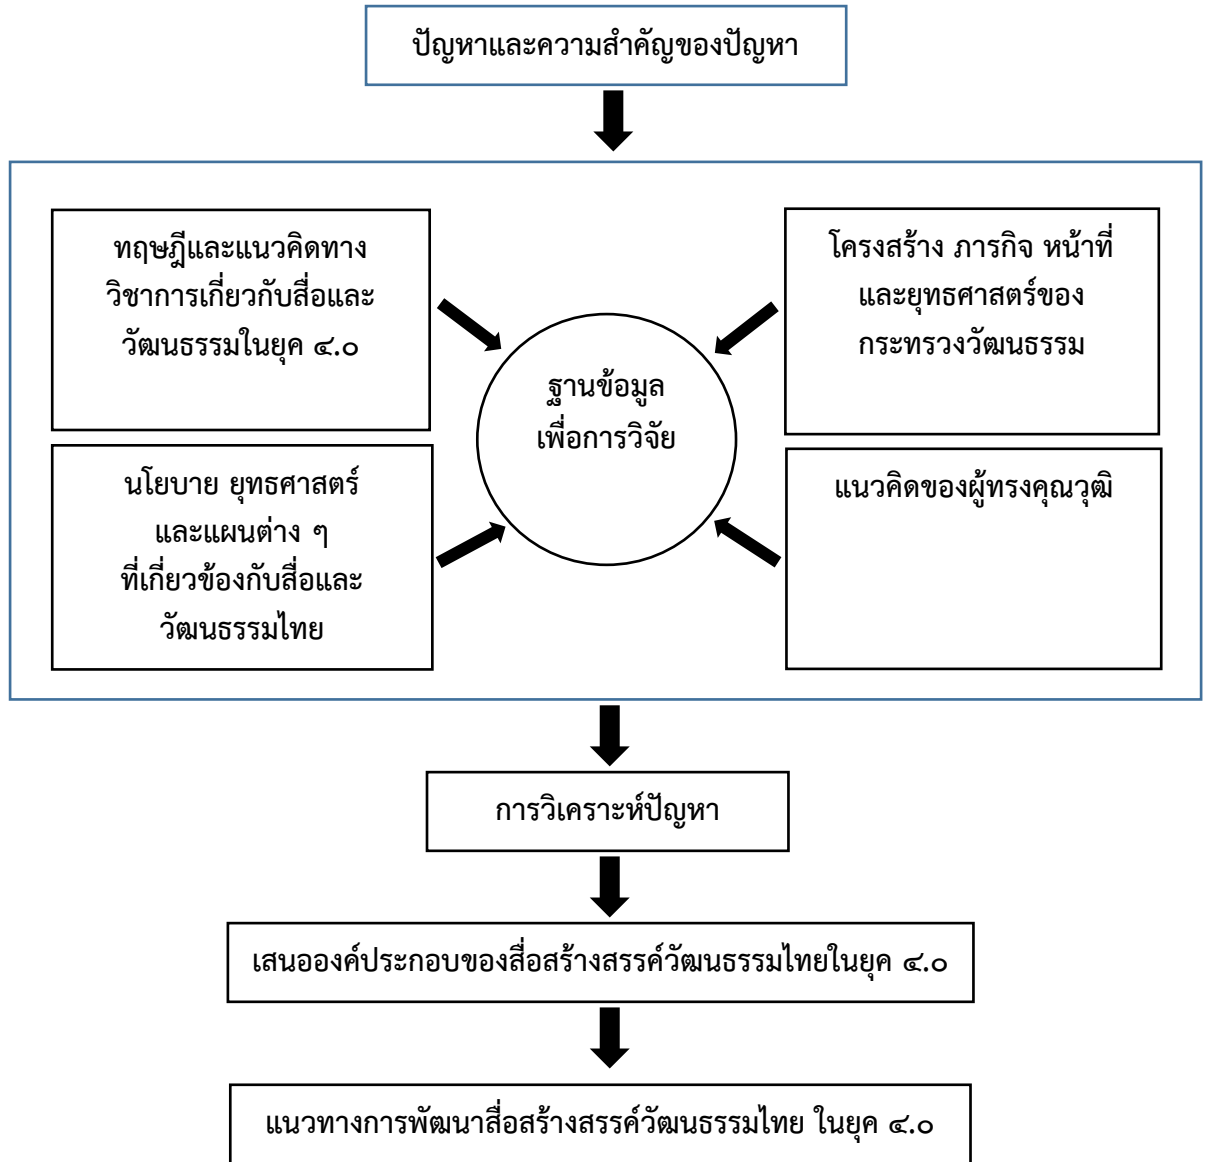 ปัญหาและความสำคัญของปัญหา
ทฤษฎีและแนวคิดทาง
วิชาการเกี่ยวกับสื่อและ
วัฒนธรรมในยุค ๔.๐
โครงสร้าง ภารกิจ หน้าที่
และยุทธศาสตร์ของ
กระทรวงวัฒนธรรม
ฐานข้อมูล
เพื่อการวิจัย
นโยบาย ยุทธศาสตร์
และแผนต่าง ๆ
ที่เกี่ยวข้องกับสื่อและ
วัฒนธรรมไทย
แนวคิดของผู้ทรงคุณวุฒิ
การวิเคราะห์ปัญหา
เสนอองค์ประกอบของสื่อสร้างสรรค์วัฒนธรรมไทยในยุค ๔.๐
แนวทางการพัฒนาสื่อสร้างสรรค์วัฒนธรรมไทย ในยุค ๔.๐